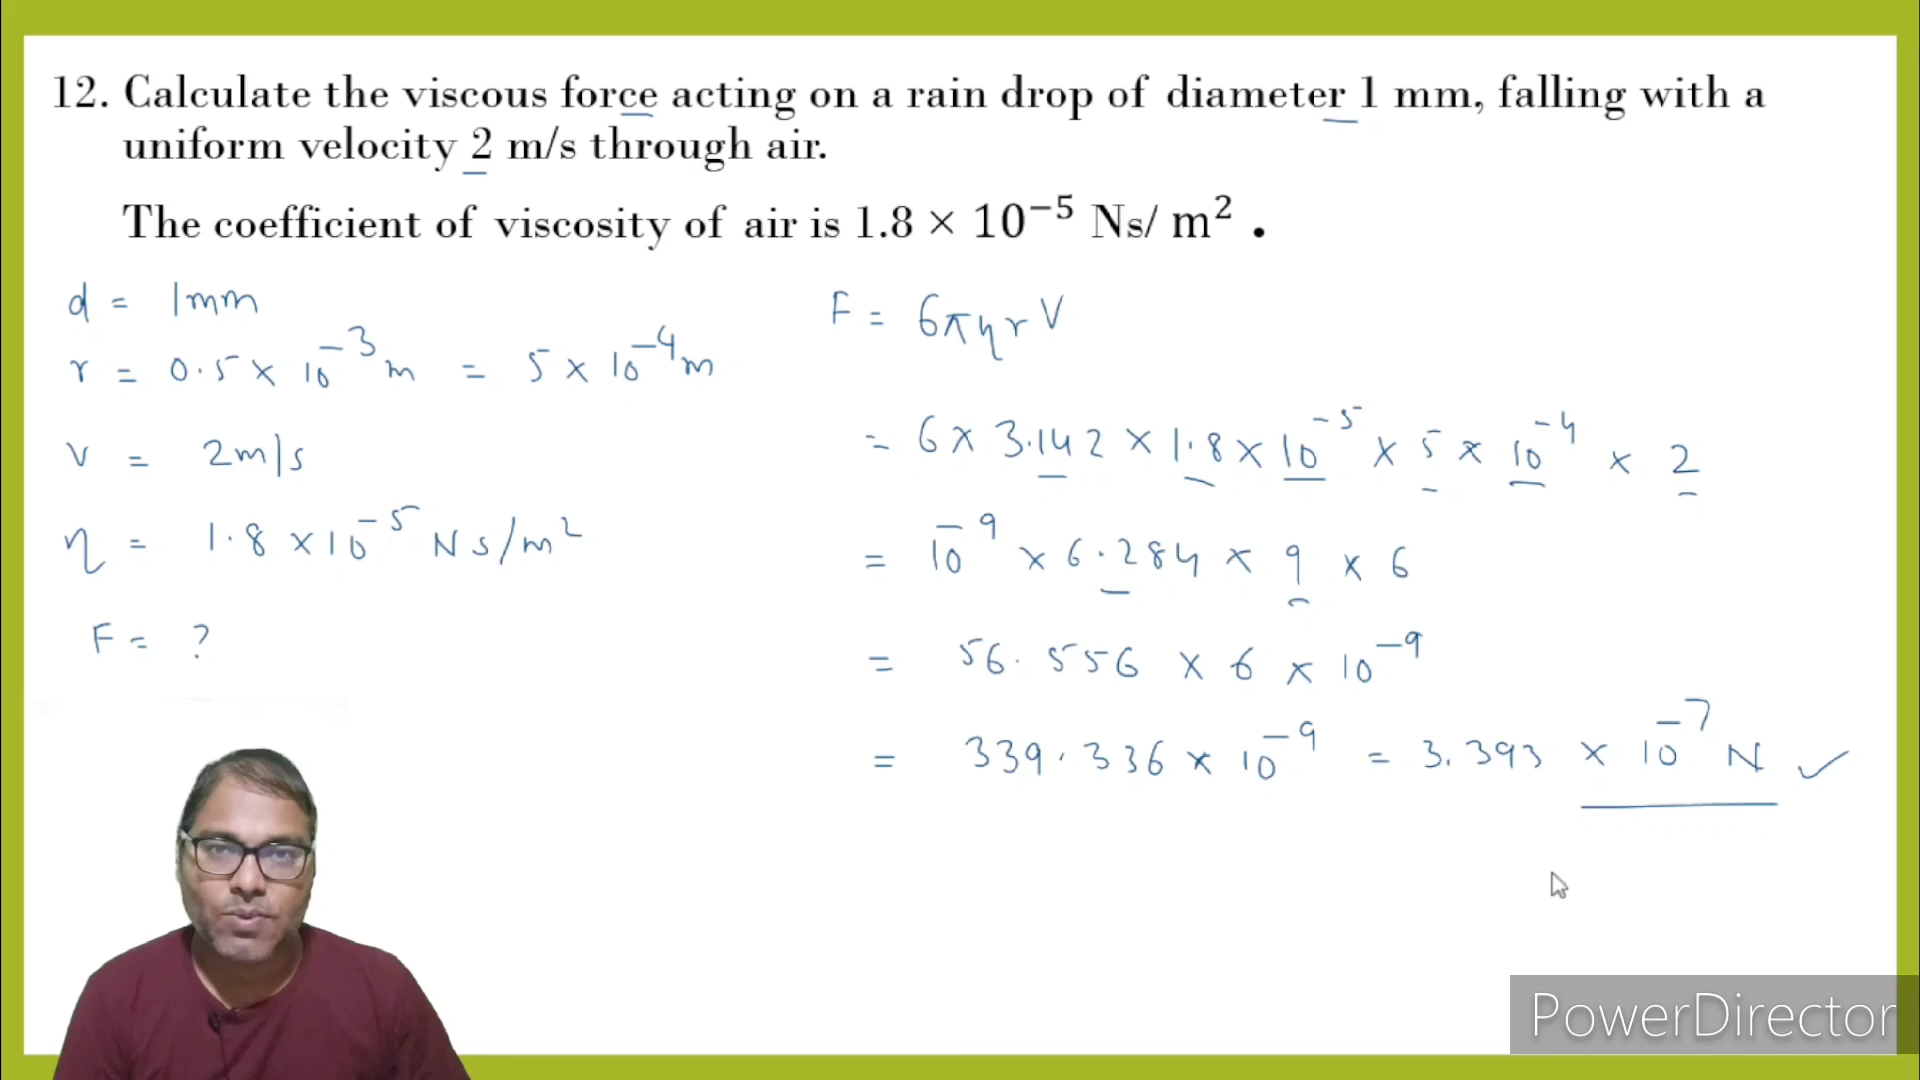 12. Calculate the viscous force acting on a rain drop of diameter 1 mm, falling with a
uniform velocity 2 m/s through air.
The coefficient of viscosity of air is 1.8 × 10⁻⁵ Ns/ m² .
d = 1mm
r = 0.5 × 10⁻³ m = 5 × 10⁻⁴ m
v = 2m/s
η = 1.8 × 10⁻⁵ Ns/m²
F = ?
F = 6πηrV
= 6 × 3.142 × 1.8 × 10⁻⁵ × 5 × 10⁻⁴ × 2
= 10⁻⁹ × 6.284 × 9 × 6
= 56.556 × 6 × 10⁻⁹
= 339.336 × 10⁻⁹ = 3.393 × 10⁻⁷ N ✓
PowerDirector